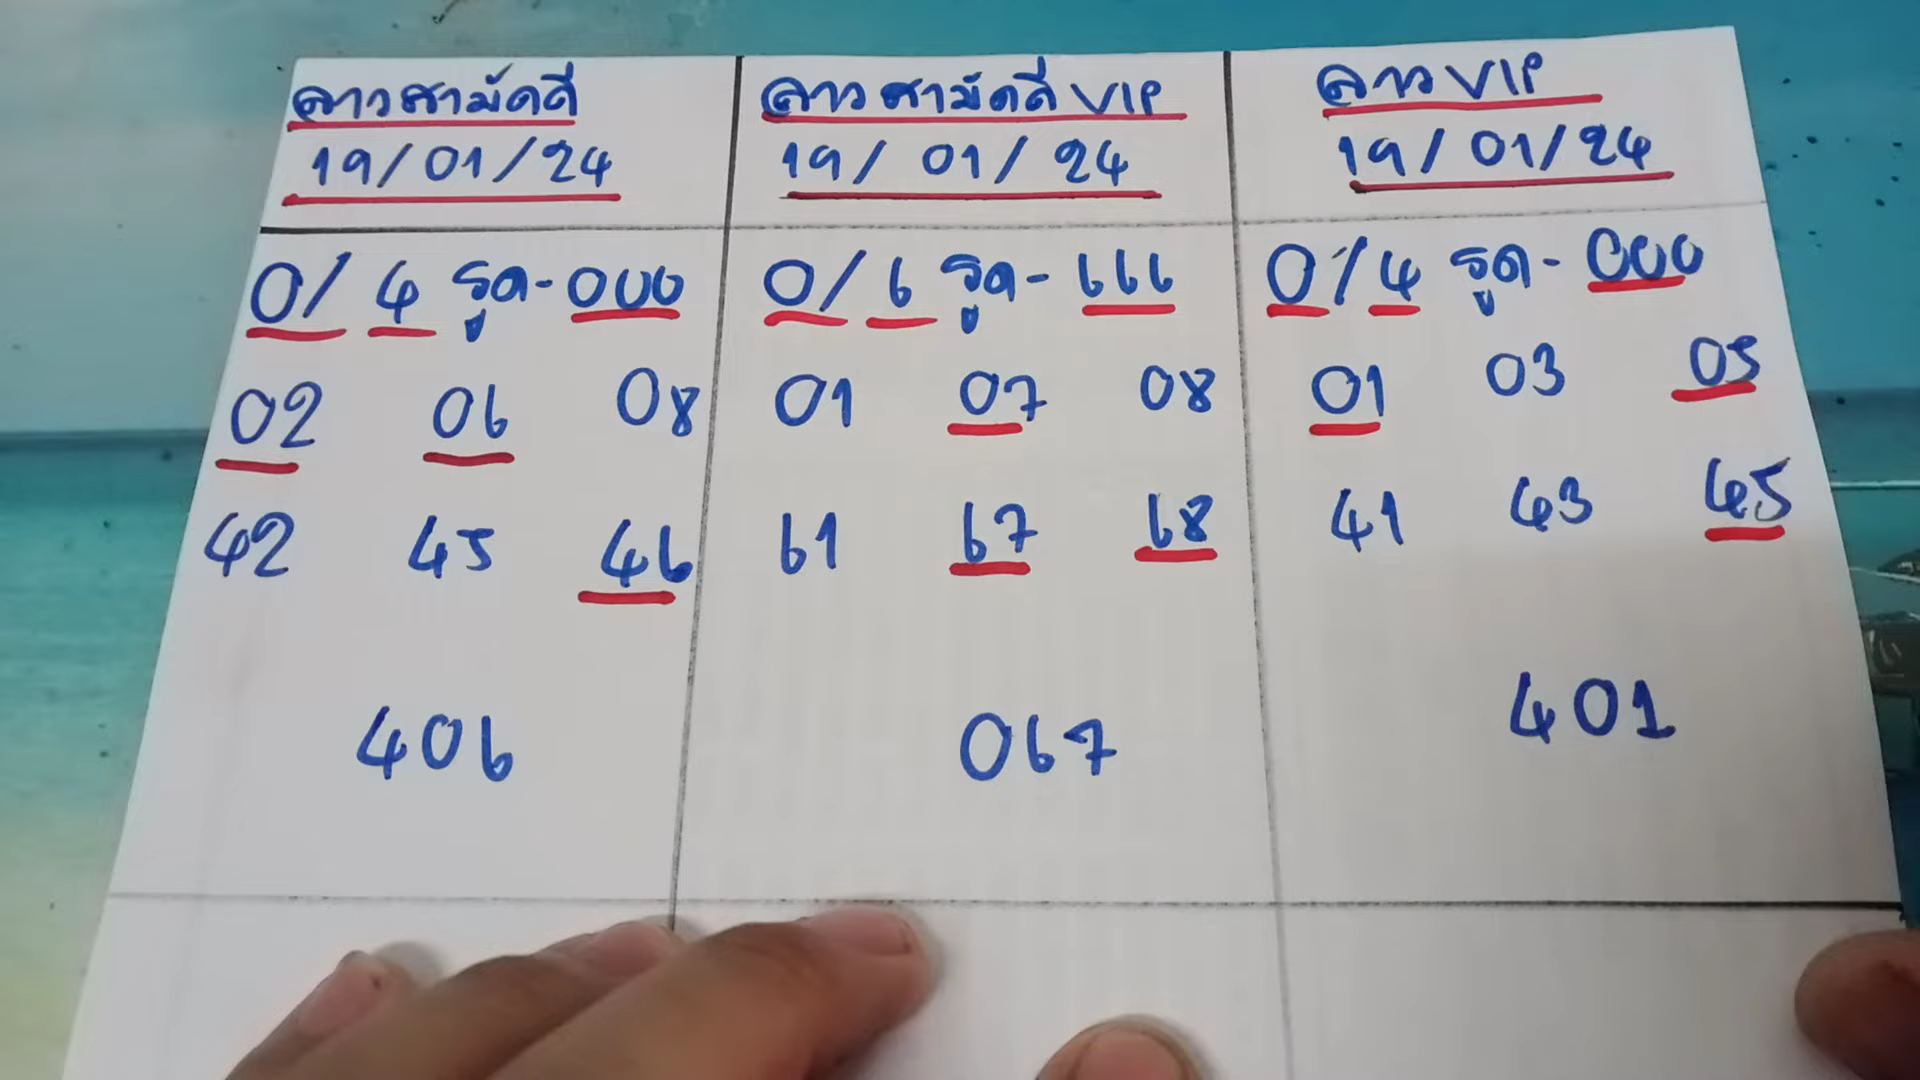 ลาวสามัคคี
19/01/24
0/4 รูด-000
02 06 08
42 45 46
406
ลาวสามัคคี VIP
19/01/24
0/6 รูด-666
01 07 08
61 67 68
067
ลาว VIP
19/01/24
0/4 รูด-000
01 03 05
41 43 45
401